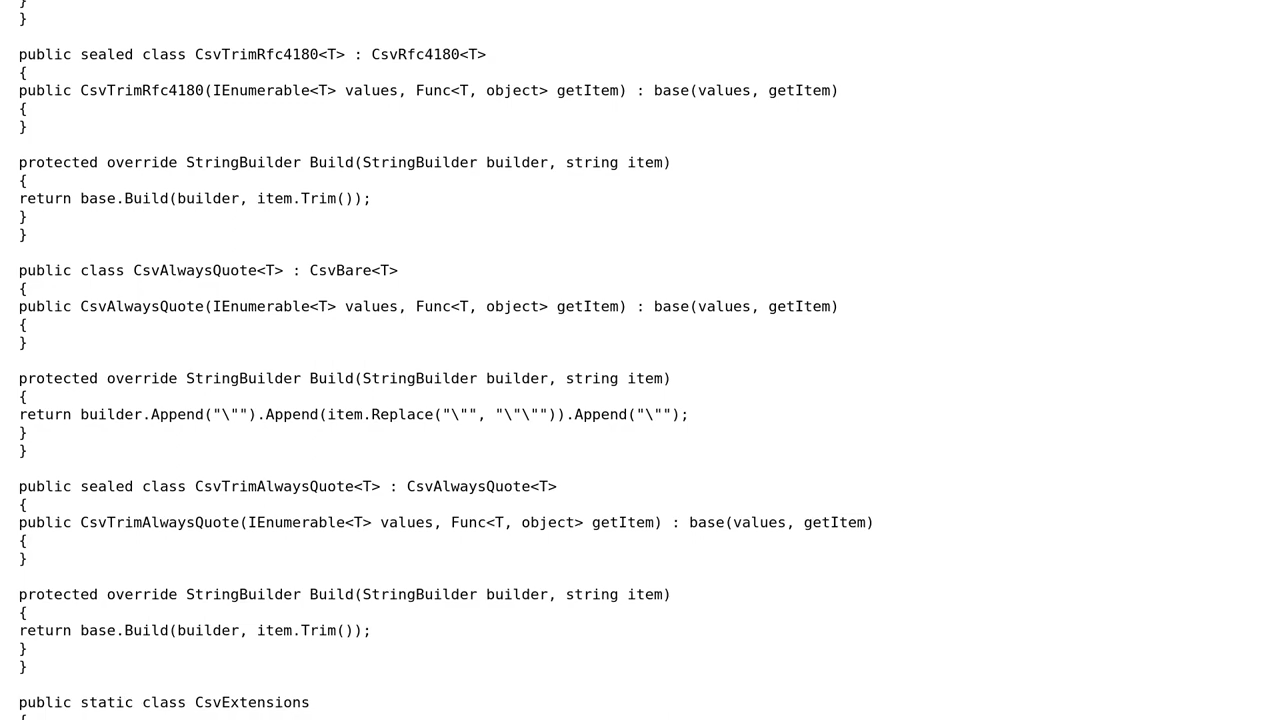 }
}
public sealed class CsvTrimRfc4180<T> : CsvRfc4180<T>
{
public CsvTrimRfc4180(IEnumerable<T> values, Func<T, object> getItem) : base(values, getItem)
{
}
protected override StringBuilder Build(StringBuilder builder, string item)
{
return base.Build(builder, item.Trim());
}
}
public class CsvAlwaysQuote<T> : CsvBare<T>
{
public CsvAlwaysQuote(IEnumerable<T> values, Func<T, object> getItem) : base(values, getItem)
{
}
protected override StringBuilder Build(StringBuilder builder, string item)
{
return builder.Append("\"").Append(item.Replace("\"", "\"\"")).Append("\"");
}
}
public sealed class CsvTrimAlwaysQuote<T> : CsvAlwaysQuote<T>
{
public CsvTrimAlwaysQuote(IEnumerable<T> values, Func<T, object> getItem) : base(values, getItem)
{
}
protected override StringBuilder Build(StringBuilder builder, string item)
{
return base.Build(builder, item.Trim());
}
}
public static class CsvExtensions
{